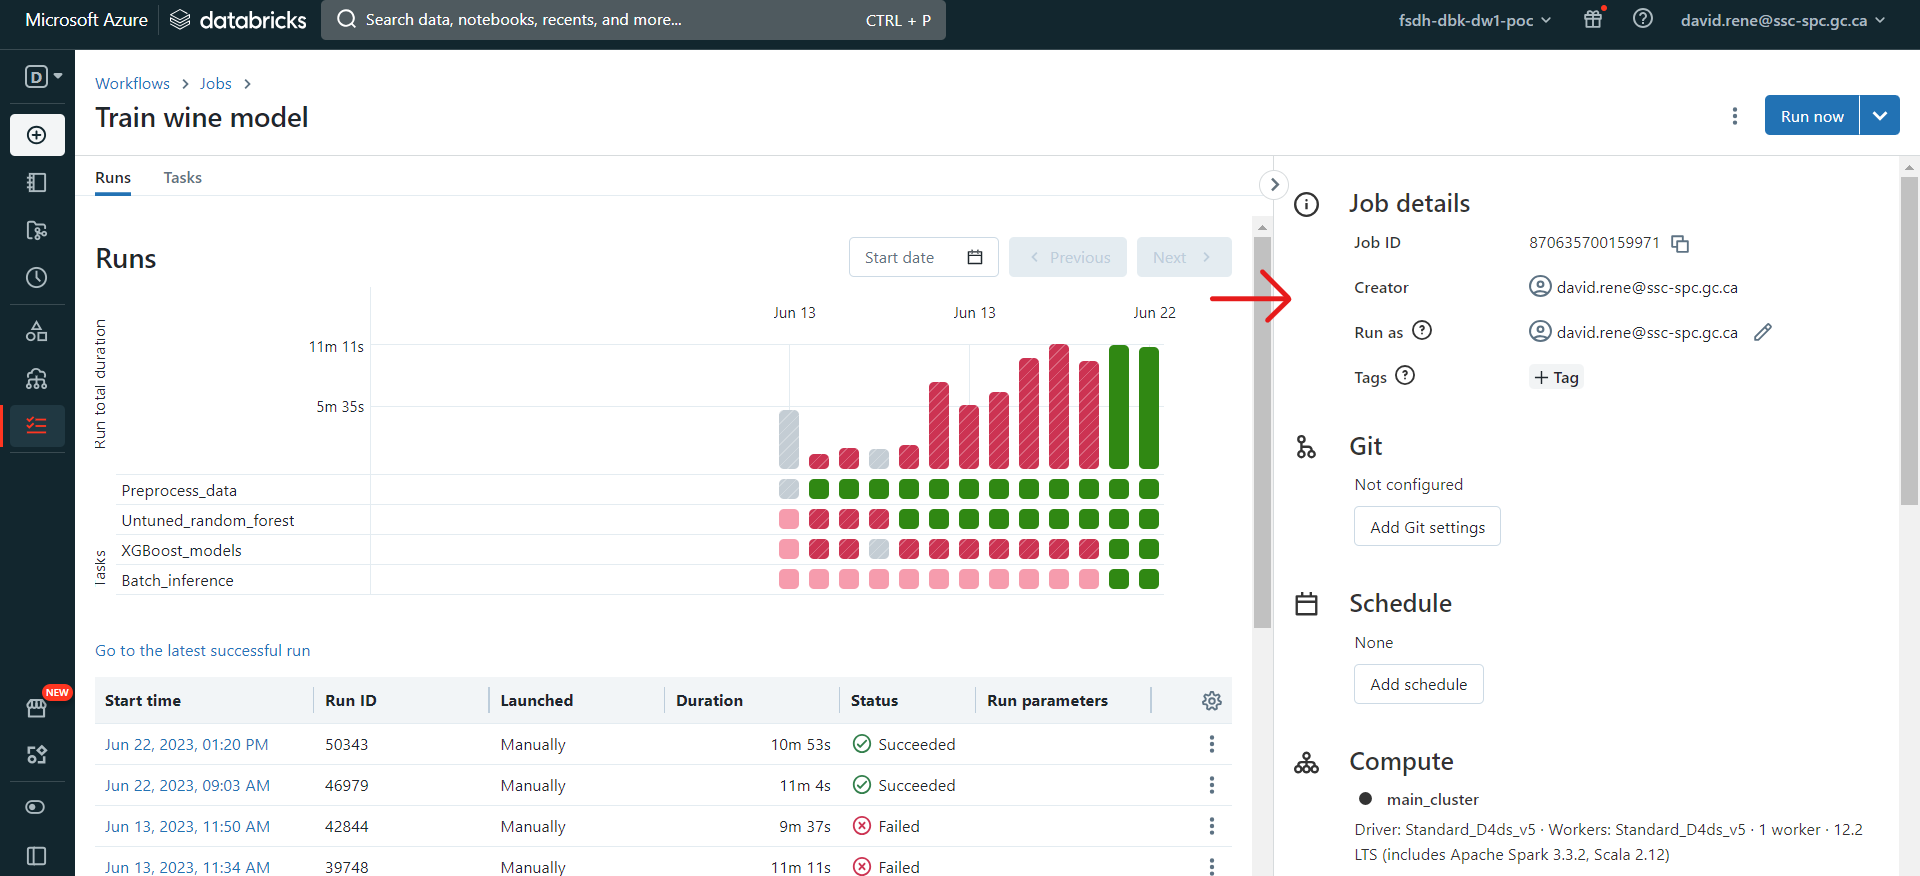 Microsoft Azure databricks Search data, notebooks, recents, and more... CTRL + P fsdh-dbk-dw1-poc david.rene@ssc-spc.gc.ca
D
Workflows > Jobs >
Train wine model
Run now
Runs Tasks
Runs
Start date Previous Next
Jun 13 Jun 13 Jun 22
Run total duration
11m 11s
5m 35s
Tasks
Preprocess_data
Untuned_random_forest
XGBoost_models
Batch_inference
Go to the latest successful run
Start time Run ID Launched Duration Status Run parameters
Jun 22, 2023, 01:20 PM 50343 Manually 10m 53s Succeeded
Jun 22, 2023, 09:03 AM 46979 Manually 11m 4s Succeeded
Jun 13, 2023, 11:50 AM 42844 Manually 9m 37s Failed
Jun 13, 2023, 11:34 AM 39748 Manually 11m 11s Failed
NEW
Job details
Job ID 870635700159971
Creator david.rene@ssc-spc.gc.ca
Run as david.rene@ssc-spc.gc.ca
Tags + Tag
Git
Not configured
Add Git settings
Schedule
None
Add schedule
Compute
main_cluster
Driver: Standard_D4ds_v5 · Workers: Standard_D4ds_v5 · 1 worker · 12.2
LTS (includes Apache Spark 3.3.2, Scala 2.12)